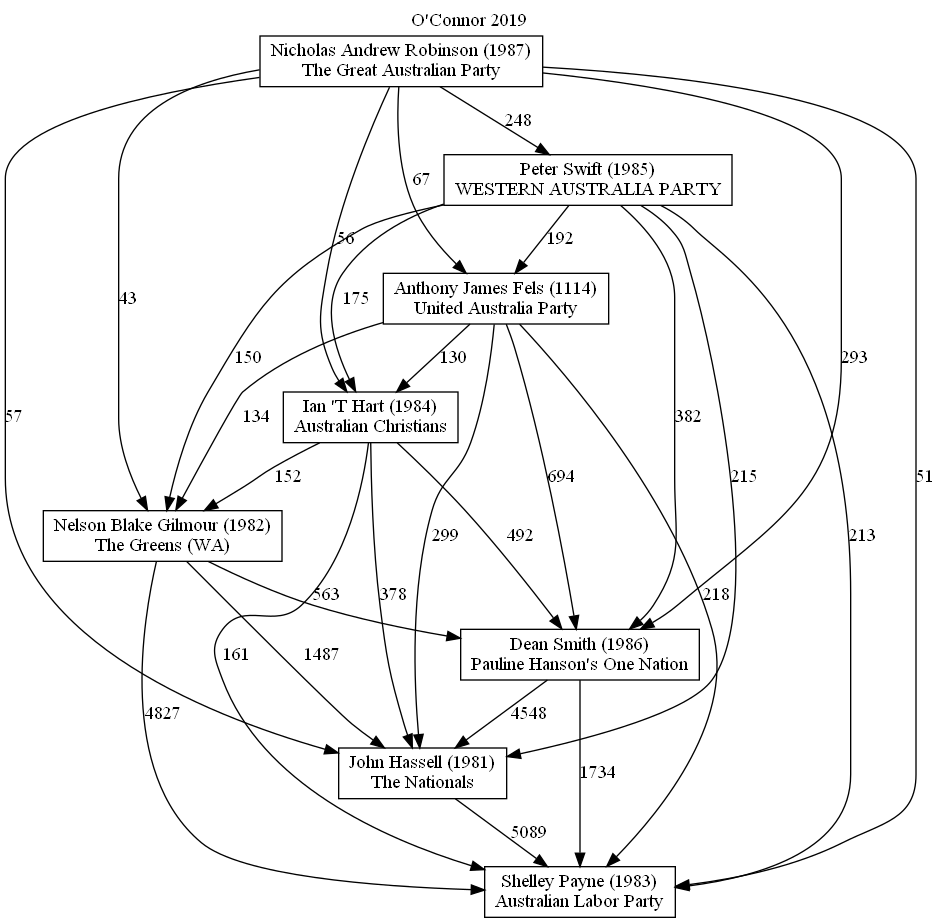 O'Connor 2019
Nicholas Andrew Robinson (1987)
The Great Australian Party
248
Peter Swift (1985)
WESTERN AUSTRALIA PARTY
67
56
192
Anthony James Fels (1114)
United Australia Party
43
175
150
130
293
Ian 'T Hart (1984)
Australian Christians
57
134
382
215
51
152
Nelson Blake Gilmour (1982)
The Greens (WA)
694
299
492
213
563
378
218
Dean Smith (1986)
Pauline Hanson's One Nation
161
1487
4827
4548
John Hassell (1981)
The Nationals
1734
5089
Shelley Payne (1983)
Australian Labor Party